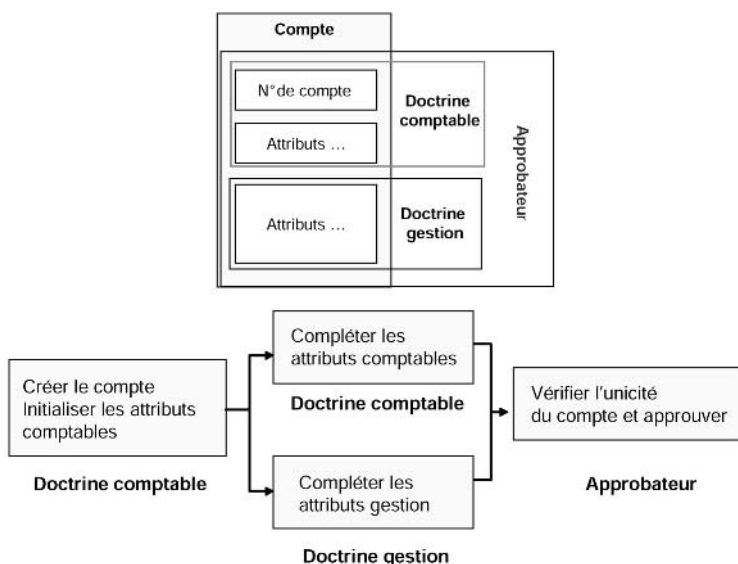 Compte
N° de compte
Attributs ...
Doctrine
comptable
Attributs ...
Doctrine
gestion
Approbateur
Créer le compte
Initialiser les attributs
comptables
Doctrine comptable
Compléter les
attributs comptables
Doctrine comptable
Compléter les
attributs gestion
Doctrine gestion
Vérifier l'unicité
du compte et approuver
Approbateur